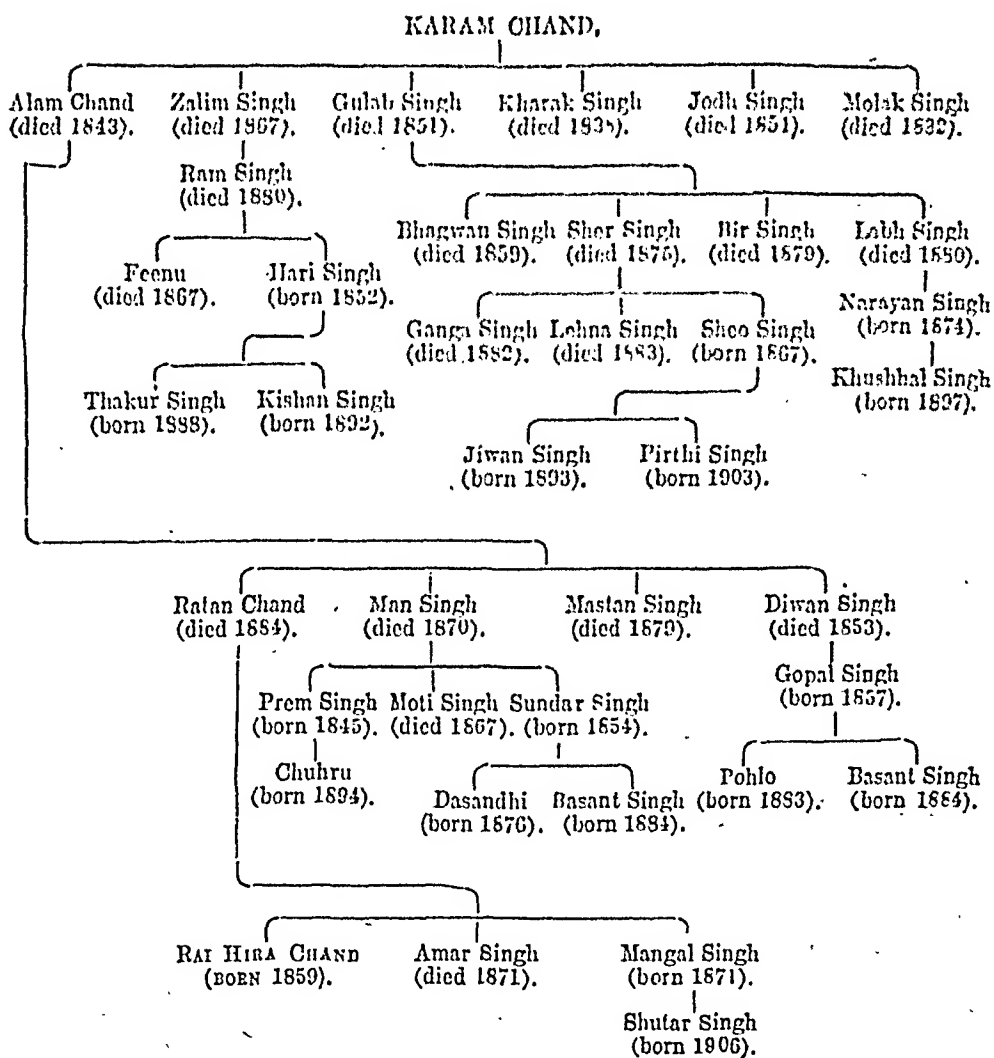 KARAM CHAND.
Alam Chand Zalim Singh Gulab Singh Kharak Singh Jodh Singh Molak Singh
(died 1843). (died 1867). (died 1851). (died 1838). (died 1851). (died 1832).
Ram Singh
(died 1880).
Bhagwan Singh Sher Singh Bir Singh Labh Singh
(died 1859). (died 1875). (died 1879). (died 1880).
Feenu Hari Singh
(died 1867). (born 1852).
Narayan Singh
(born 1874).
Ganga Singh Lehna Singh Sheo Singh
(died 1882). (died 1883). (born 1867).
Khushhal Singh
(born 1897).
Thakur Singh Kishan Singh
(born 1888). (born 1892).
Jiwan Singh Pirthi Singh
(born 1893). (born 1903).
Ratan Chand Man Singh Mastan Singh Diwan Singh
(died 1884). (died 1870). (died 1879). (died 1853).
Gopal Singh
(born 1857).
Prem Singh Moti Singh Sundar Singh
(born 1845). (died 1867). (born 1854).
Chuhru
(born 1894).
Pohlo Basant Singh
(born 1883). (born 1884).
Dasandhi Basant Singh
(born 1876). (born 1884).
RAI HIRA CHAND Amar Singh Mangal Singh
(BORN 1859). (died 1871). (born 1871).
Shutar Singh
(born 1906).